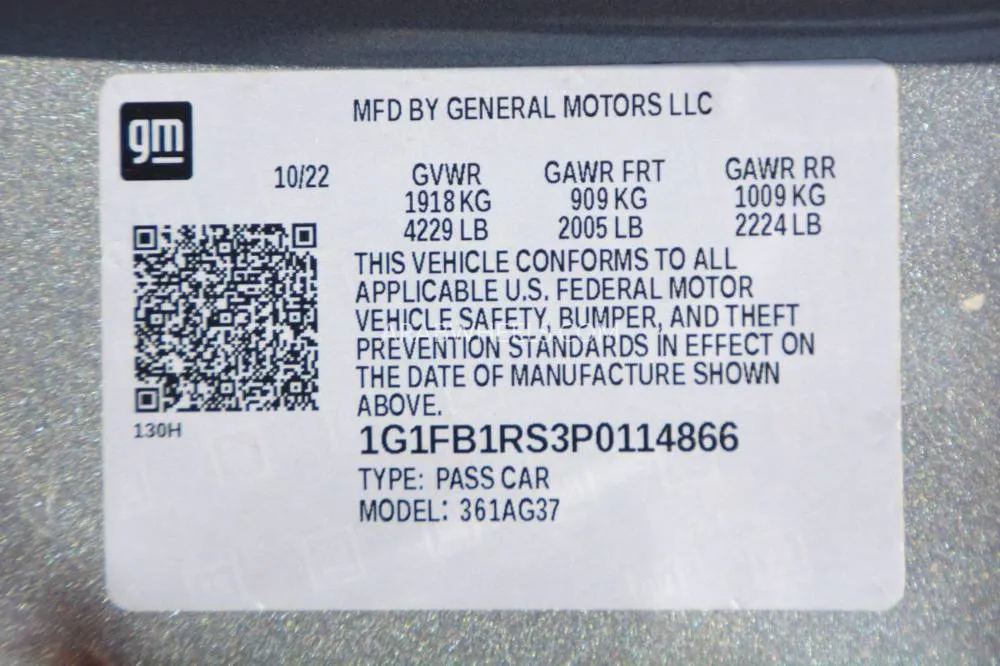 gm
MFD BY GENERAL MOTORS LLC
10/22
GVWR GAWR FRT GAWR RR
1918 KG 909 KG 1009 KG
4229 LB 2005 LB 2224 LB
THIS VEHICLE CONFORMS TO ALL
APPLICABLE U.S. FEDERAL MOTOR
VEHICLE SAFETY, BUMPER, AND THEFT
ARABWHEELS.COM
PREVENTION STANDARDS IN EFFECT ON
THE DATE OF MANUFACTURE SHOWN
ABOVE.
130H
1G1FB1RS3P0114866
TYPE: PASS CAR
MODEL: 361AG37